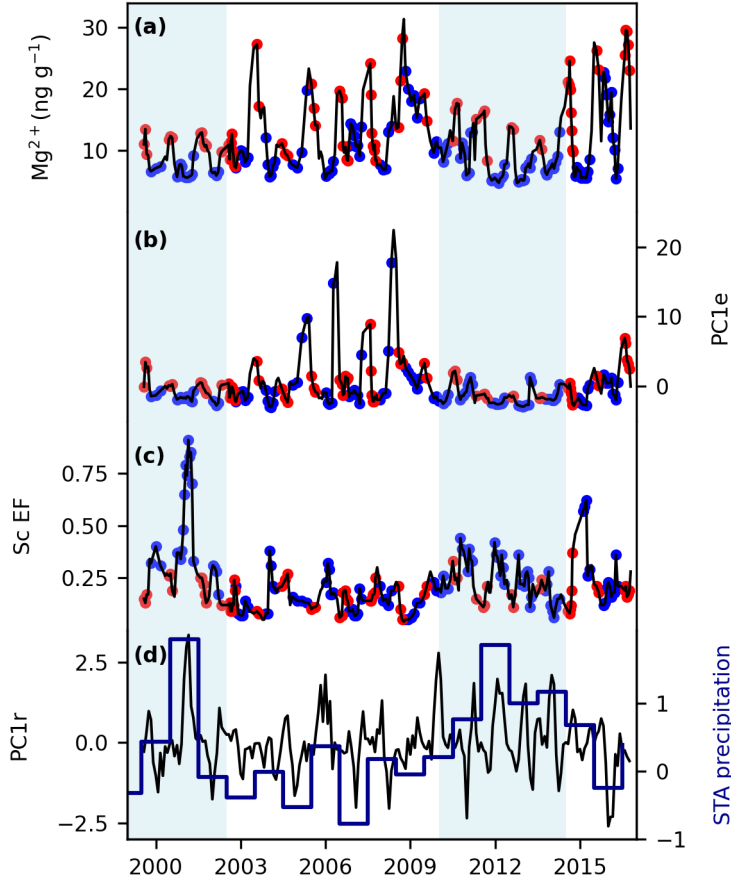 (a)
30
20
10
Mg²⁺(ng g⁻¹)
(b)
20
10
0
PC1e
(c)
0.75
0.50
0.25
Sc EF
(d)
2.5
0.0
−2.5
PC1r
1
0
−1
STA precipitation
2000 2003 2006 2009 2012 2015